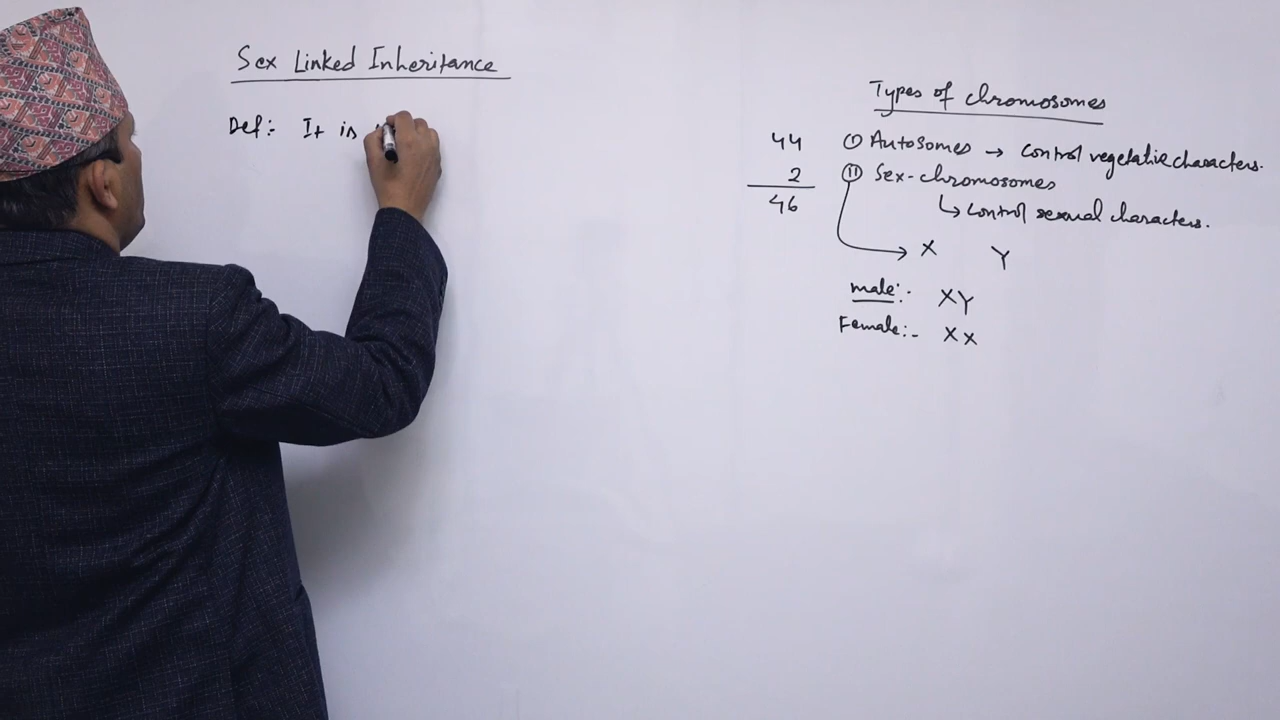 Sex Linked Inheritance
Def:- It is
Types of chromosomes
44 ① Autosomes → control vegetative characters.
2 ② Sex-chromosomes
46
↳ control sexual characters.
X Y
male:- XY
Female:- XX